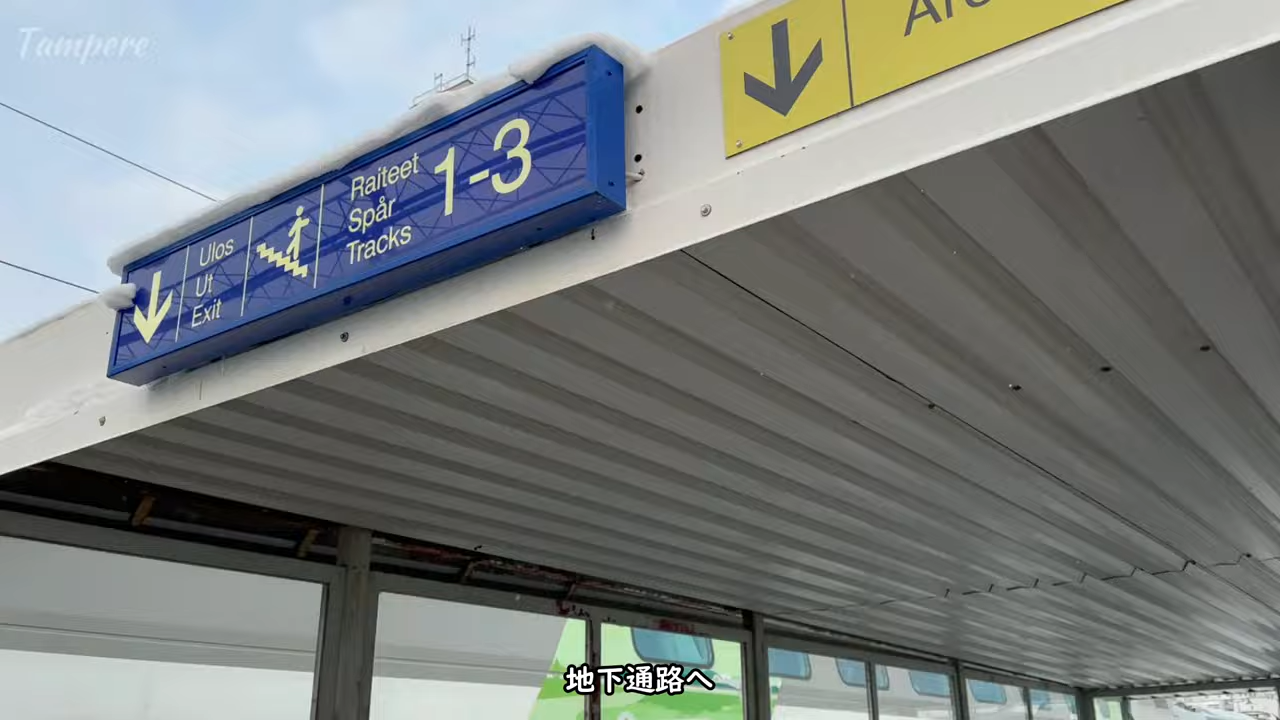 Tampere
Ulos
Ut
Exit
Raiteet
Spår
Tracks
1-3
地下通路へ